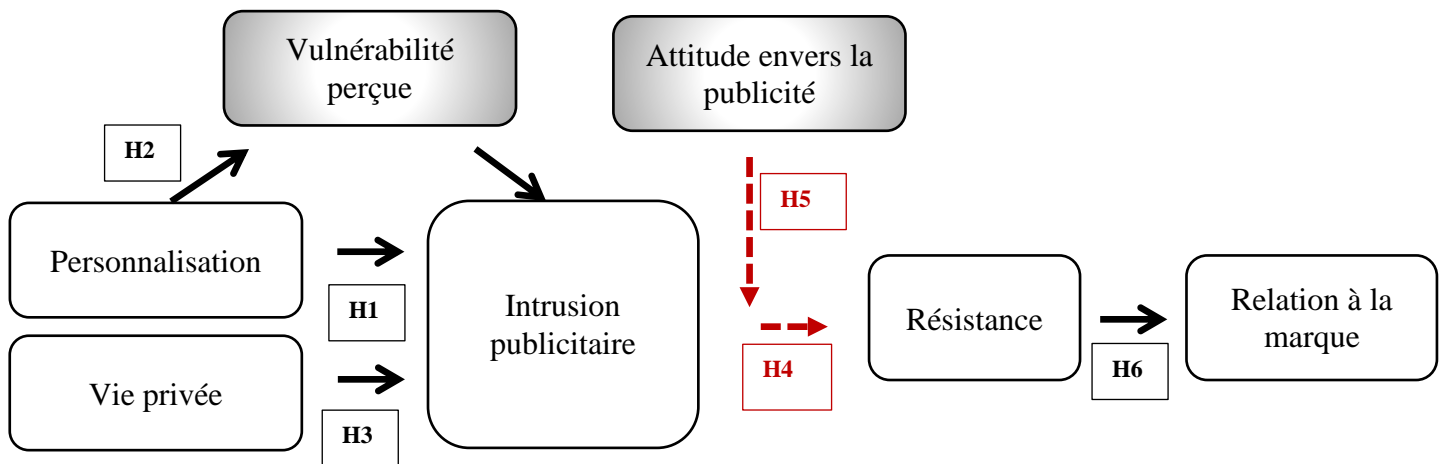 Vulnérabilité
perçue
Attitude envers la
publicité
H2
H5
Personnalisation
H1
Intrusion
publicitaire
Résistance
Relation à la
marque
H4
H6
Vie privée
H3